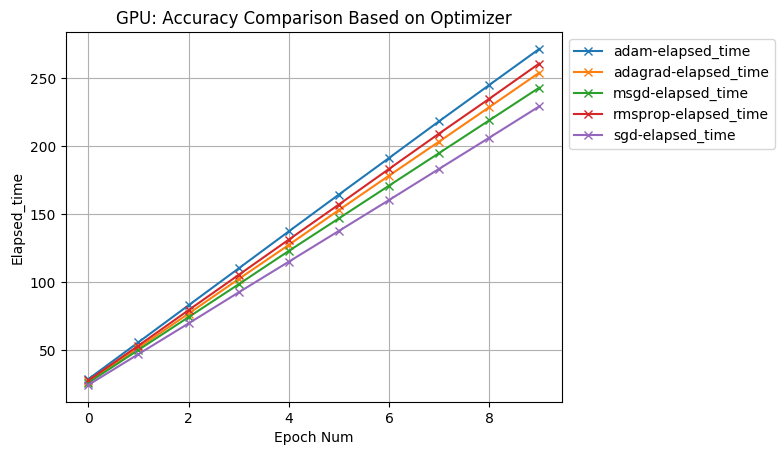 GPU: Accuracy Comparison Based on Optimizer
adam-elapsed_time
adagrad-elapsed_time
msgd-elapsed_time
rmsprop-elapsed_time
sgd-elapsed_time
Elapsed_time
250
200
150
100
50
0 2 4 6 8
Epoch Num